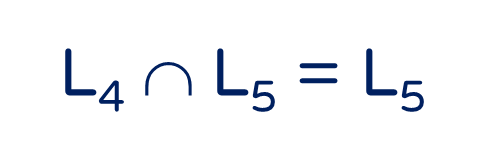 L₄ ∩ L₅ = L₅